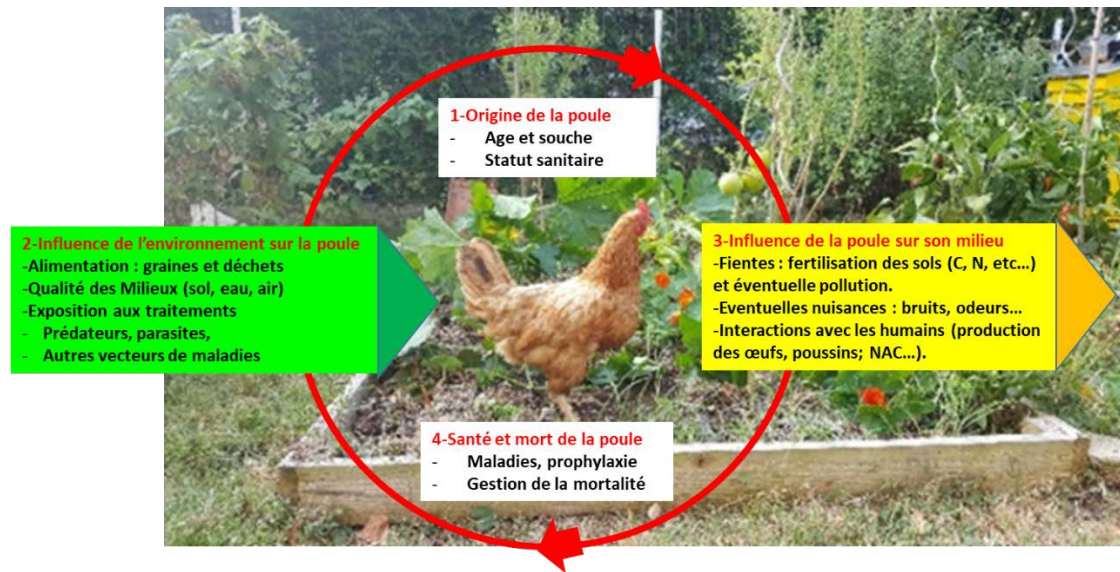 1-Origine de la poule
- Age et souche
- Statut sanitaire
2-Influence de l'environnement sur la poule
-Alimentation : graines et déchets
-Qualité des Milieux (sol, eau, air)
-Exposition aux traitements
- Prédateurs, parasites,
- Autres vecteurs de maladies
3-Influence de la poule sur son milieu
-Fientes : fertilisation des sols (C, N, etc...)
et éventuelle pollution.
-Eventuelles nuisances : bruits, odeurs...
-Interactions avec les humains (production
des œufs, poussins; NAC...).
4-Santé et mort de la poule
- Maladies, prophylaxie
- Gestion de la mortalité